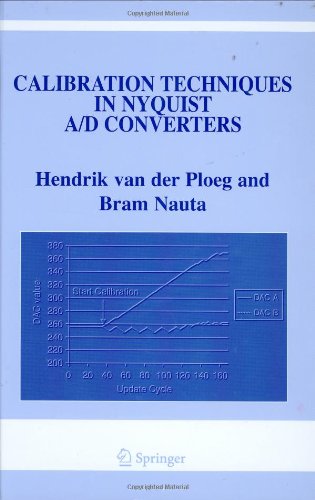 CALIBRATION TECHNIQUES
IN NYQUIST
A/D CONVERTERS
Hendrik van der Ploeg and
Bram Nauta
380
360
340
320
300
280
260
240
220
200
DAC value
Start Calibration
DAC A
DAC B
0 20 40 60 80 100 120 140 160
Update Cycle
Springer